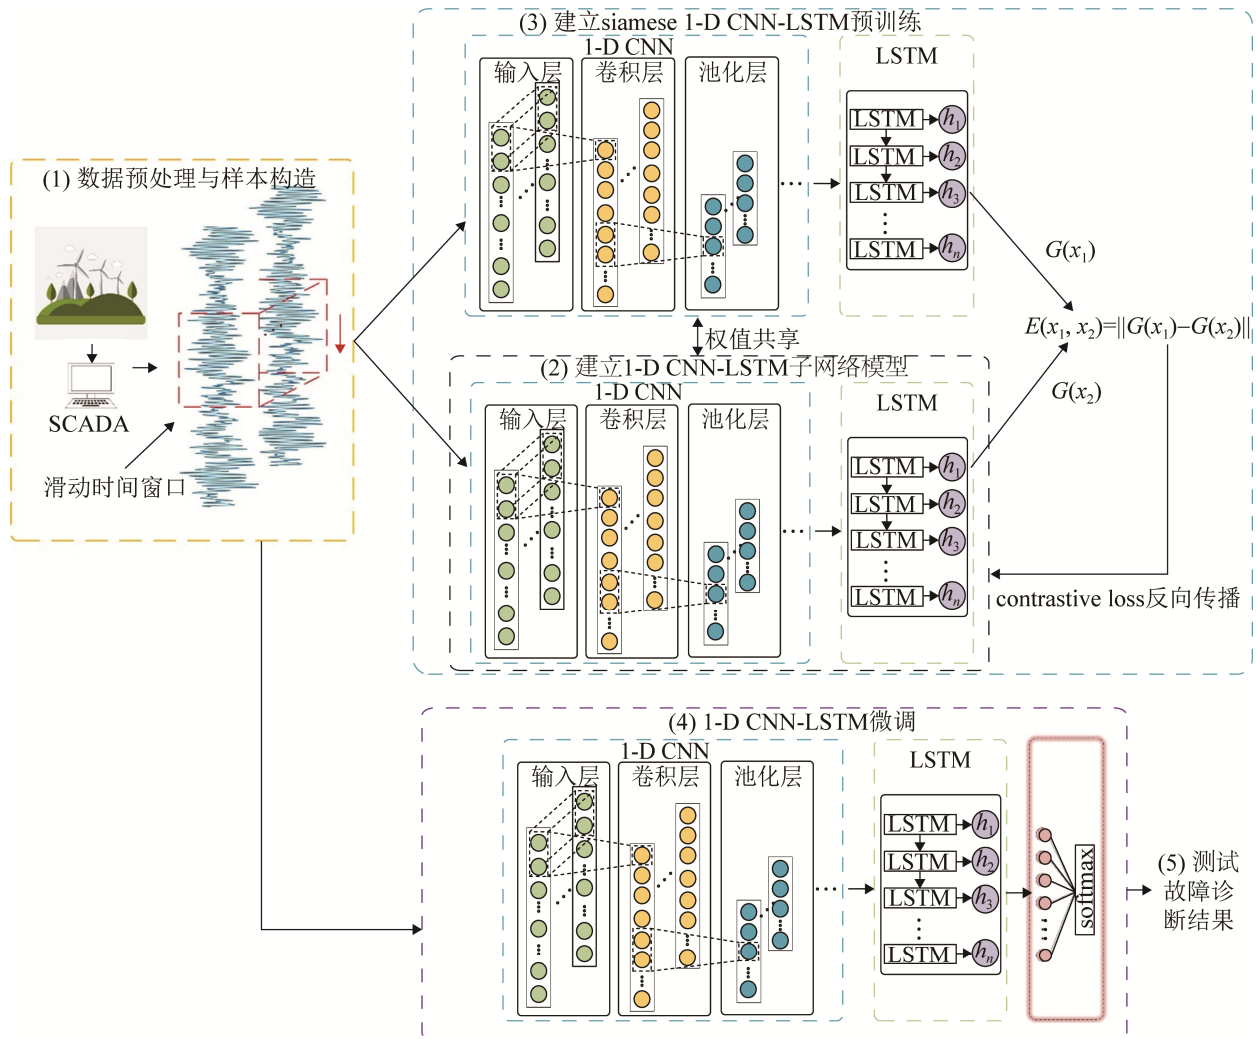 (3) 建立siamese 1-D CNN-LSTM预训练
1-D CNN
输入层
卷积层
池化层
LSTM
LSTM
h1
LSTM
h2
LSTM
h3
LSTM
hn
(1) 数据预处理与样本构造
SCADA
滑动时间窗口
G(x1)
E(x1, x2)=||G(x1)−G(x2)||
G(x2)
权值共享
(2) 建立1-D CNN-LSTM子网络模型
1-D CNN
输入层
卷积层
池化层
LSTM
LSTM
h1
LSTM
h2
LSTM
h3
LSTM
hn
contrastive loss反向传播
(4) 1-D CNN-LSTM微调
1-D CNN
输入层
卷积层
池化层
LSTM
LSTM
h1
LSTM
h2
LSTM
h3
LSTM
hn
softmax
(5) 测试
故障诊
断结果